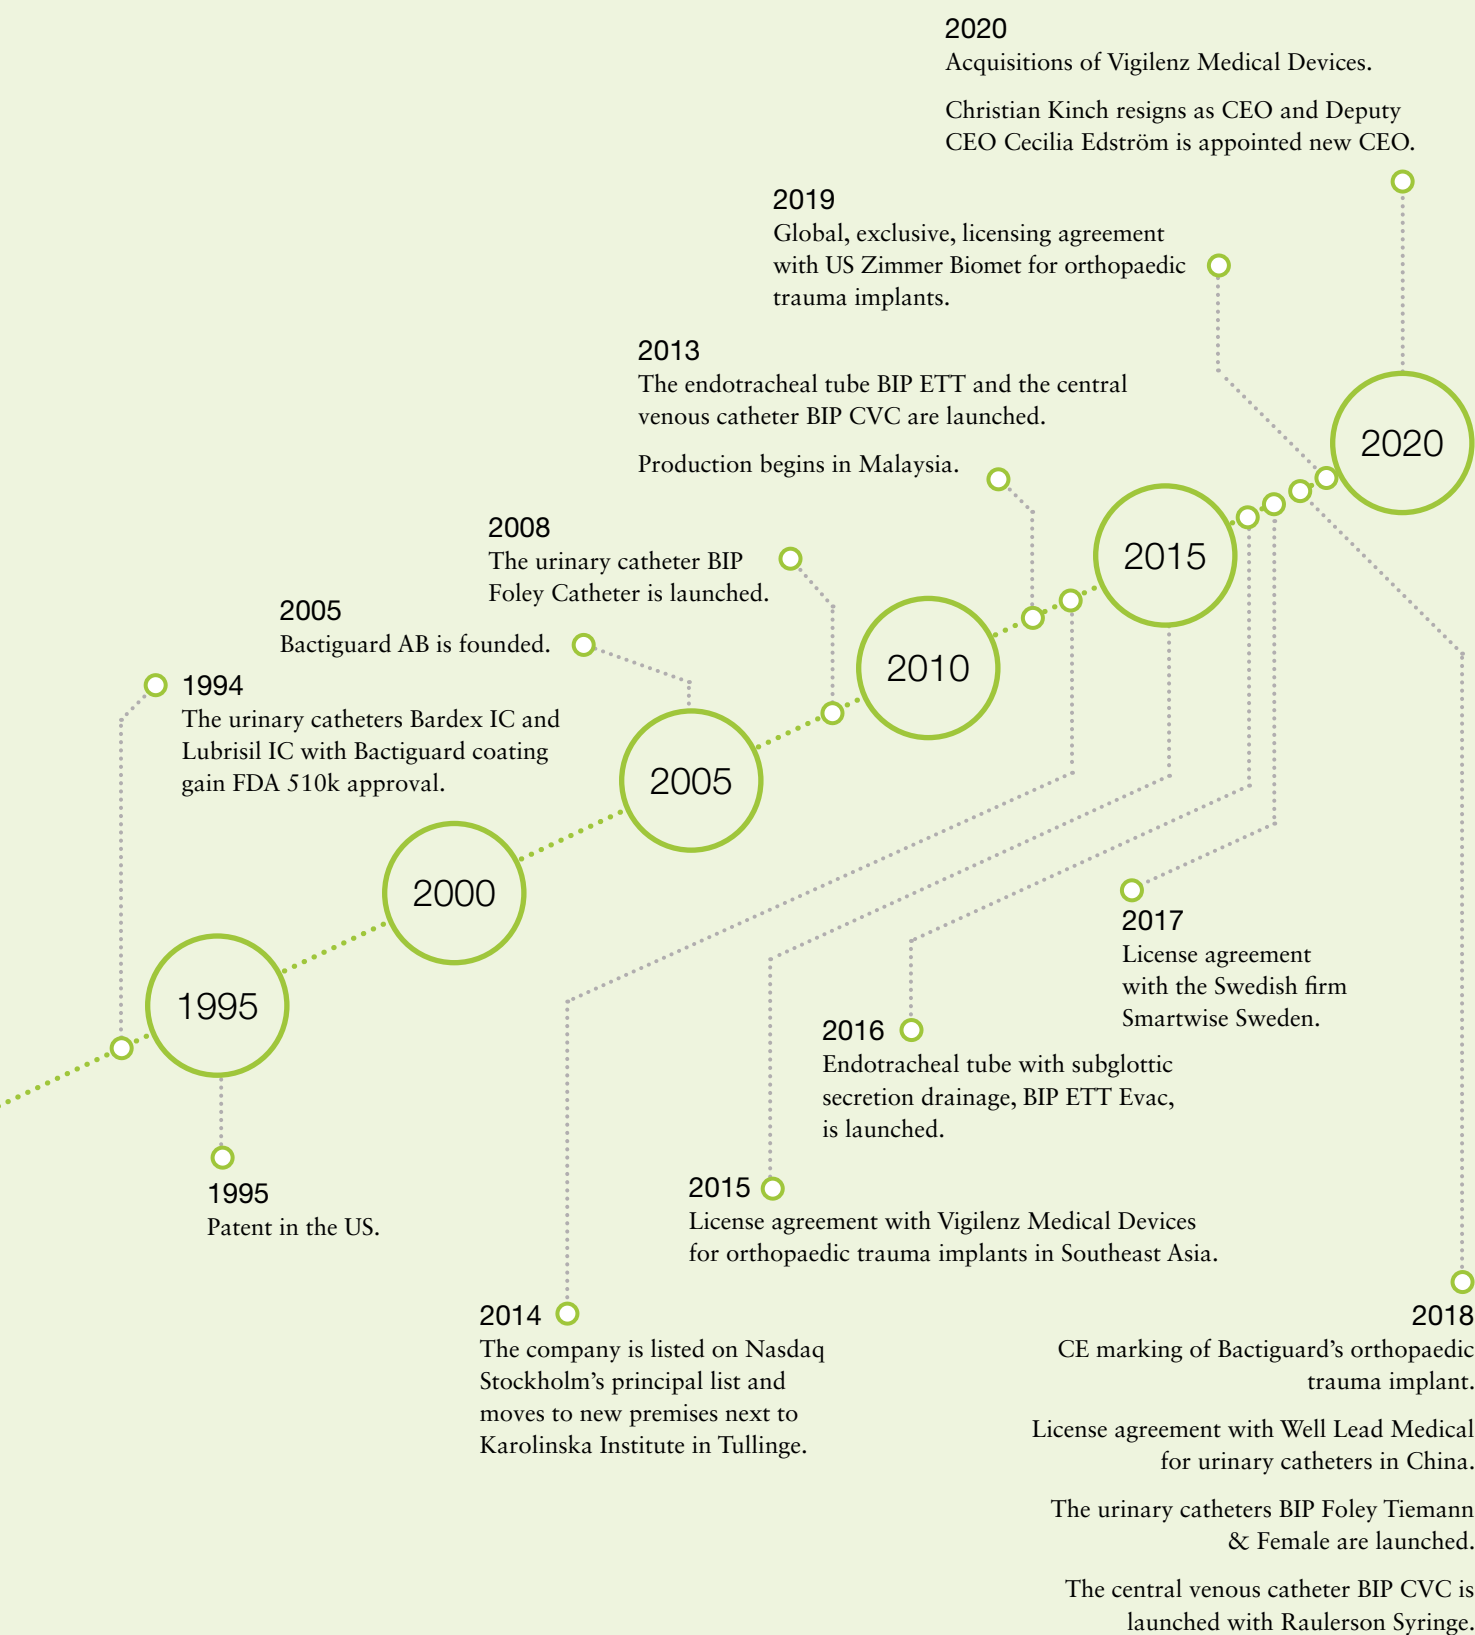 2020
Acquisitions of Vigilenz Medical Devices.
Christian Kinch resigns as CEO and Deputy
CEO Cecilia Edström is appointed new CEO.
2019
Global, exclusive, licensing agreement
with US Zimmer Biomet for orthopaedic
trauma implants.
2013
The endotracheal tube BIP ETT and the central
venous catheter BIP CVC are launched.
Production begins in Malaysia.
2008
The urinary catheter BIP
Foley Catheter is launched.
2005
Bactiguard AB is founded.
1994
The urinary catheters Bardex IC and
Lubrisil IC with Bactiguard coating
gain FDA 510k approval.
2020
2015
2010
2005
2000
1995
1995
Patent in the US.
2017
License agreement
with the Swedish firm
Smartwise Sweden.
2016
Endotracheal tube with subglottic
secretion drainage, BIP ETT Evac,
is launched.
2015
License agreement with Vigilenz Medical Devices
for orthopaedic trauma implants in Southeast Asia.
2014
The company is listed on Nasdaq
Stockholm’s principal list and
moves to new premises next to
Karolinska Institute in Tullinge.
2018
CE marking of Bactiguard’s orthopaedic
trauma implant.
License agreement with Well Lead Medical
for urinary catheters in China.
The urinary catheters BIP Foley Tiemann
& Female are launched.
The central venous catheter BIP CVC is
launched with Raulerson Syringe.